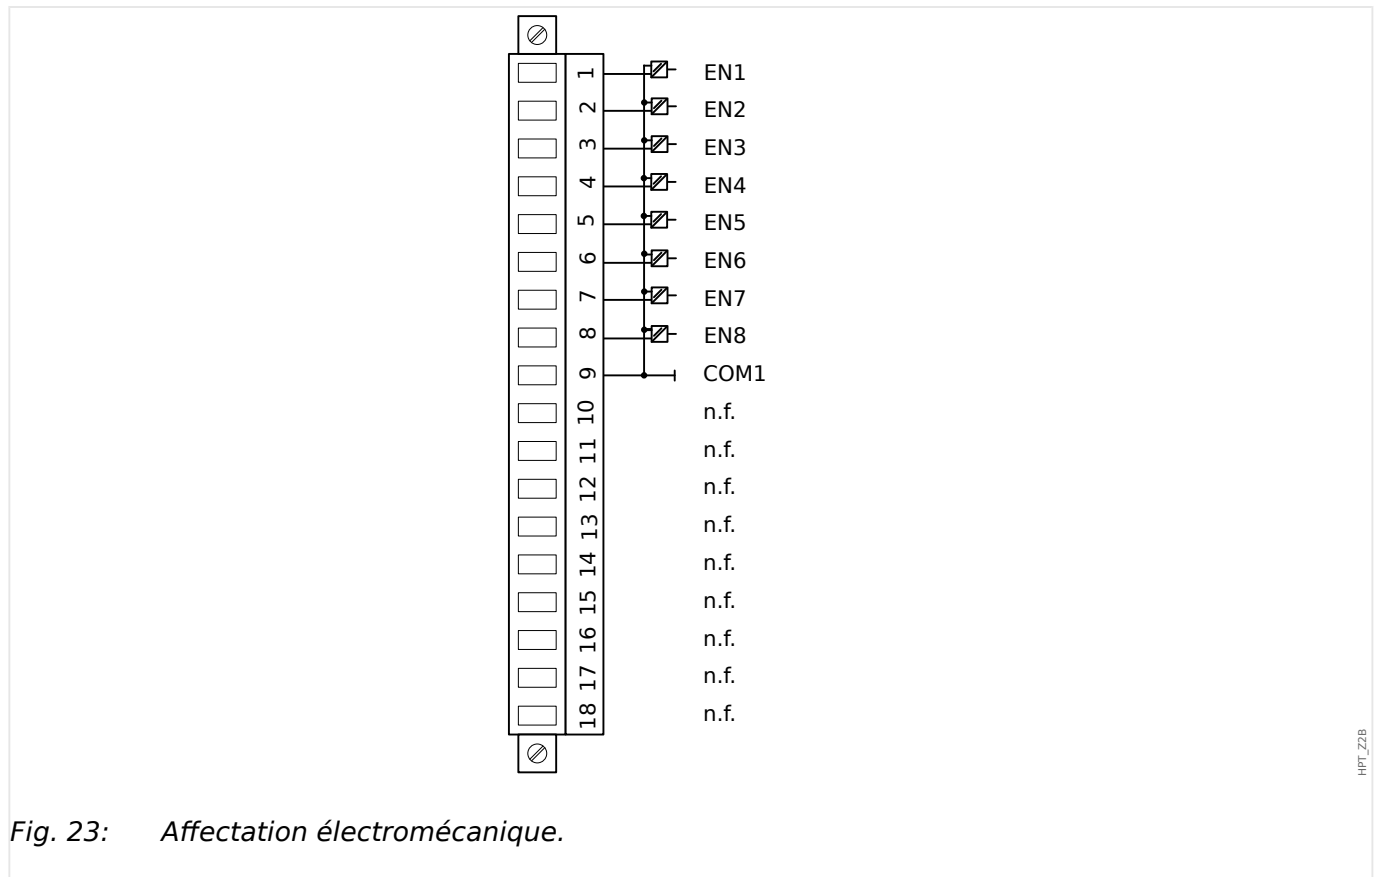 1 EN1
2 EN2
3 EN3
4 EN4
5 EN5
6 EN6
7 EN7
8 EN8
9 COM1
10 n.f.
11 n.f.
12 n.f.
13 n.f.
14 n.f.
15 n.f.
16 n.f.
17 n.f.
18 n.f.
HPT_Z2B
Fig. 23: Affectation électromécanique.